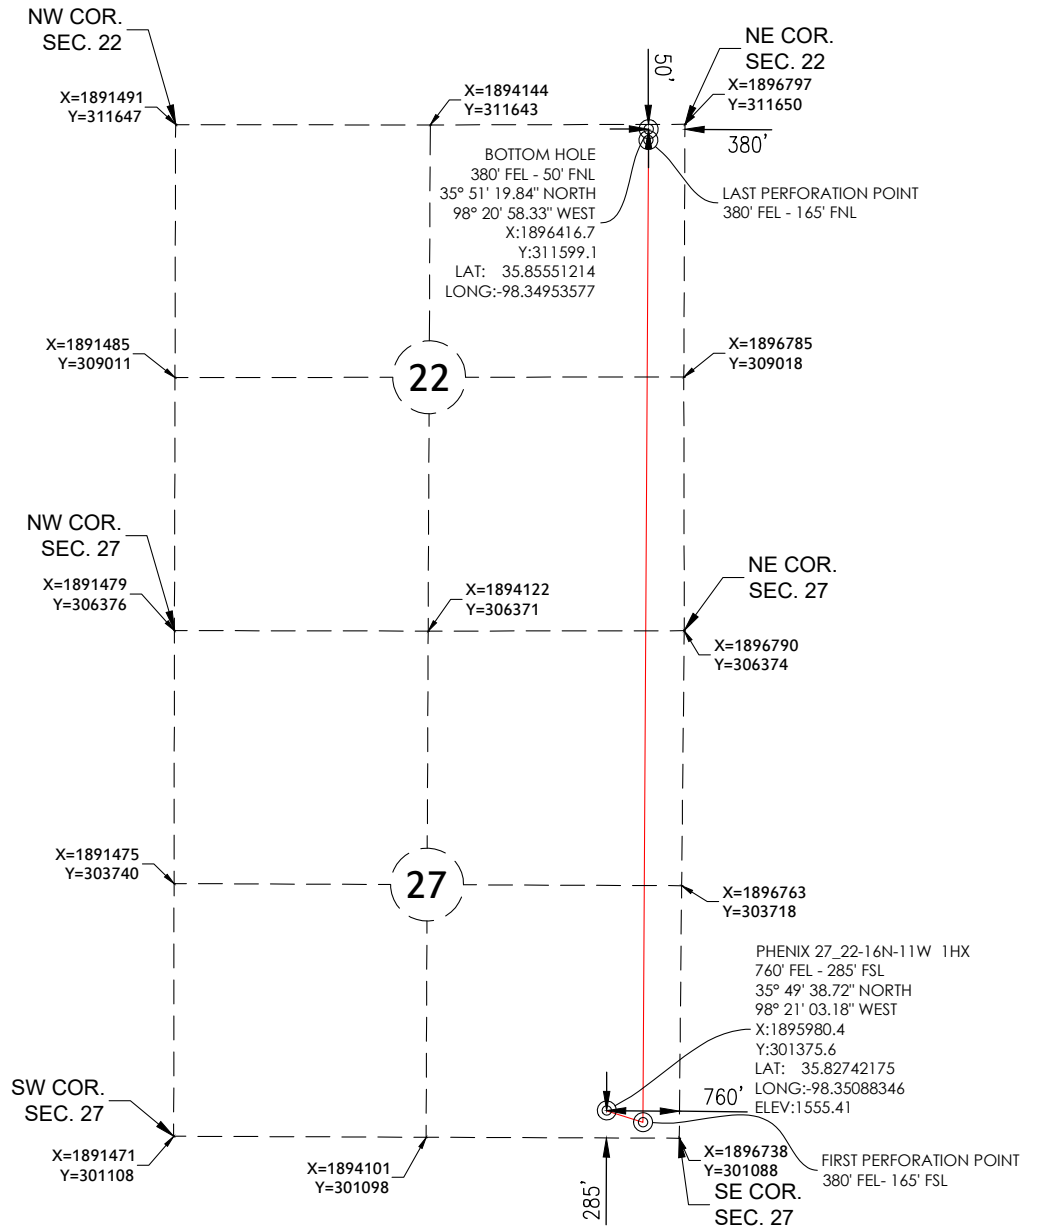 NW COR.
SEC. 22
X=1891491
Y=311647
X=1894144
Y=311643
50'
NE COR.
SEC. 22
X=1896797
Y=311650
380'
BOTTOM HOLE
380' FEL - 50' FNL
35° 51' 19.84" NORTH
98° 20' 58.33" WEST
X:1896416.7
Y:311599.1
LAT: 35.85551214
LONG:-98.34953577
LAST PERFORATION POINT
380' FEL - 165' FNL
X=1891485
Y=309011
22
X=1896785
Y=309018
NW COR.
SEC. 27
X=1891479
Y=306376
X=1894122
Y=306371
NE COR.
SEC. 27
X=1896790
Y=306374
X=1891475
Y=303740
27
X=1896763
Y=303718
PHENIX 27_22-16N-11W 1HX
760' FEL - 285' FSL
35° 49' 38.72" NORTH
98° 21' 03.18" WEST
X:1895980.4
Y:301375.6
LAT: 35.82742175
LONG:-98.35088346
ELEV:1555.41
760'
SW COR.
SEC. 27
X=1891471
Y=301108
X=1894101
Y=301098
285'
X=1896738
Y=301088
SE COR.
SEC. 27
FIRST PERFORATION POINT
380' FEL- 165' FSL